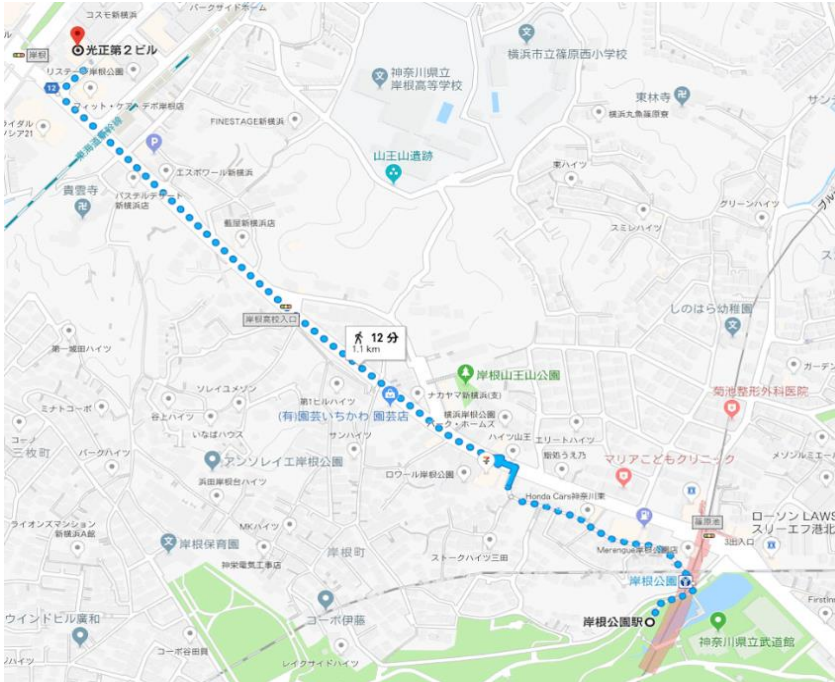 コスモ新横浜
パークサイドホーム
岸根
光正第2ビル
リステージ岸根公園
12
フィット・ケア・デポ岸根店
東海道新幹線
FINESTAGE新横浜
神奈川県立
岸根高等学校
横浜市立篠原西小学校
東林寺
横浜丸魚篠原寮
山王山遺跡
東ハイツ
グリーンハイツ
スミレハイツ
P
エスポワール新横浜
貴雲寺
パステルデザート
新横浜店
藍屋新横浜店
岸根高校入口
12 分
1.1 km
しのはら幼稚園
第一城田ハイツ
ソレイユメゾン
第1ヒルハイツ
ナカヤマ新横浜(支)
岸根山王山公園
菊池整形外科医院
ミナトコーポ
谷上ハイツ
(有)園芸いちかわ 園芸店
横浜岸根公園
パーク・ホームズ
いなばハウス
サンハイツ
ハイツ山王
エリートハイツ
三枚町
パークハイツ
アンソレイエ岸根公園
ロワール岸根公園
マリアこどもクリニック
浜田岸根台ハイツ
Honda Cars神奈川東
ライオンズマンション
新横浜A館
MKハイツ
篠原池
ローソン LAWS
スリーエフ港北
3出入口
岸根保育園
神栄電気工事店
岸根町
ストークハイツ三田
Merengue岸根公園店
岸根公園
コーポ伊藤
ウインドヒル廣和
岸根公園駅
神奈川県立武道館
コーポ谷田貝
レイクサイドハイツ